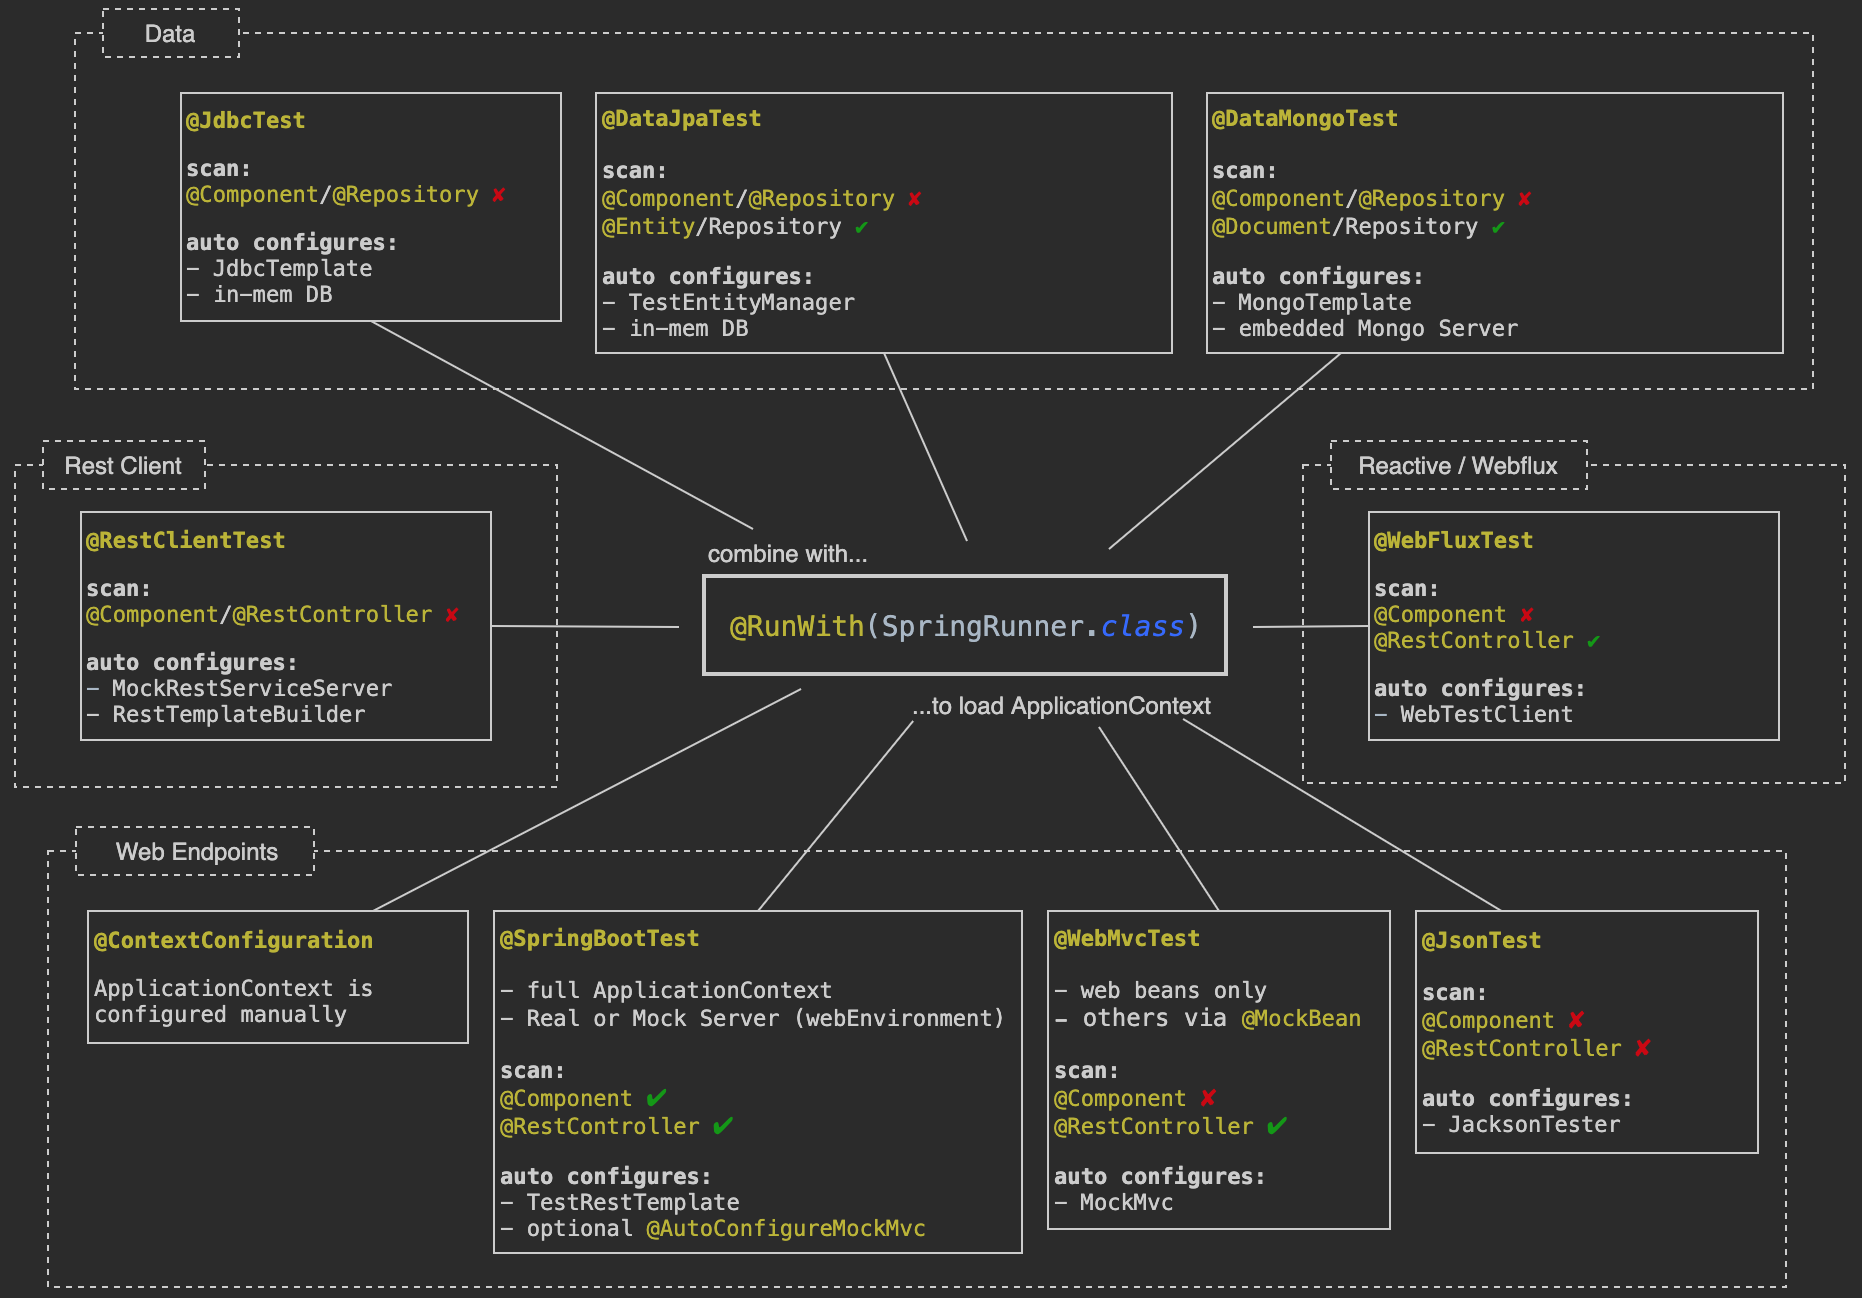 Data
@JdbcTest
scan:
@Component/@Repository ✘
auto configures:
- JdbcTemplate
- in-mem DB
@DataJpaTest
scan:
@Component/@Repository ✘
@Entity/Repository ✔
auto configures:
- TestEntityManager
- in-mem DB
@DataMongoTest
scan:
@Component/@Repository ✘
@Document/Repository ✔
auto configures:
- MongoTemplate
- embedded Mongo Server
Rest Client
@RestClientTest
scan:
@Component/@RestController ✘
auto configures:
- MockRestServiceServer
- RestTemplateBuilder
combine with...
@RunWith(SpringRunner.class)
...to load ApplicationContext
Reactive / Webflux
@WebFluxTest
scan:
@Component ✘
@RestController ✔
auto configures:
- WebTestClient
Web Endpoints
@ContextConfiguration
ApplicationContext is
configured manually
@SpringBootTest
- full ApplicationContext
- Real or Mock Server (webEnvironment)
scan:
@Component ✔
@RestController ✔
auto configures:
- TestRestTemplate
- optional @AutoConfigureMockMvc
@WebMvcTest
- web beans only
- others via @MockBean
scan:
@Component ✘
@RestController ✔
auto configures:
- MockMvc
@JsonTest
scan:
@Component ✘
@RestController ✘
auto configures:
- JacksonTester